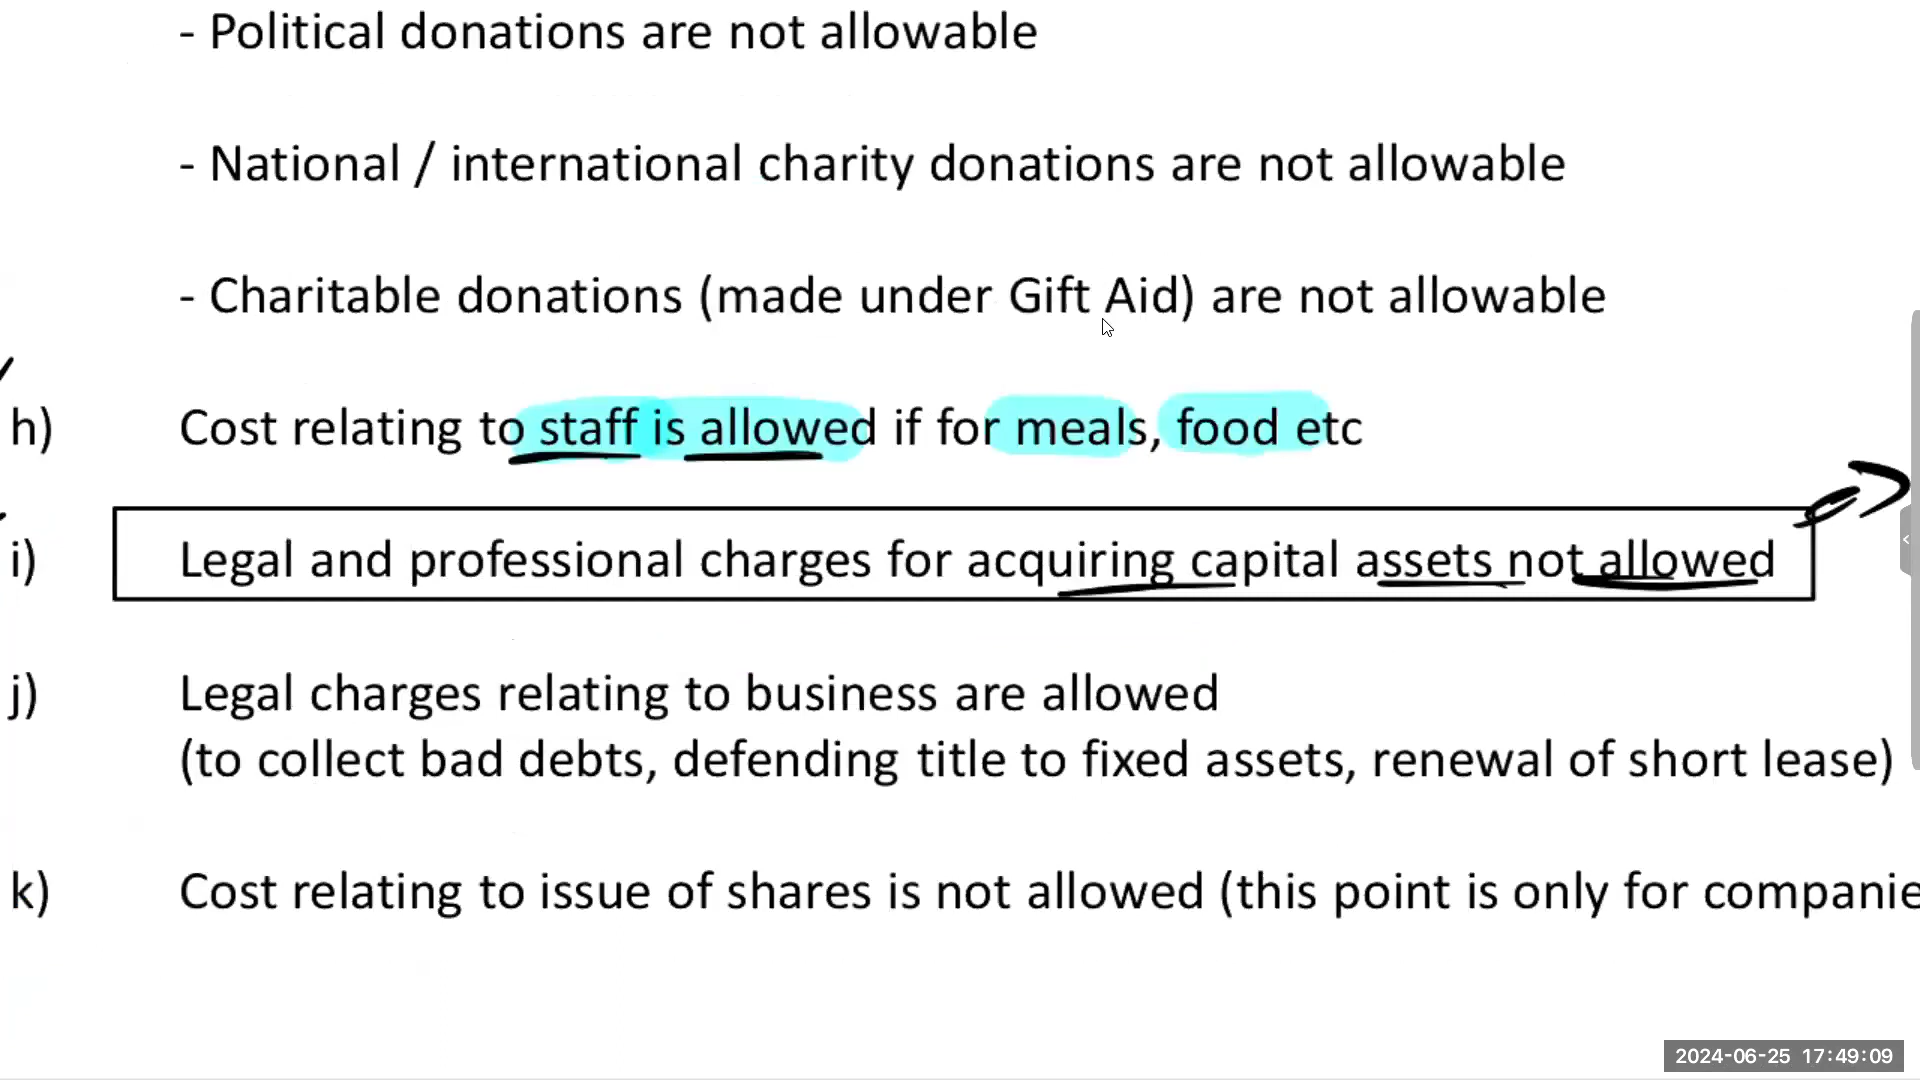 - Political donations are not allowable
- National / international charity donations are not allowable
- Charitable donations (made under Gift Aid) are not allowable
h) Cost relating to staff is allowed if for meals, food etc
i) Legal and professional charges for acquiring capital assets not allowed
j) Legal charges relating to business are allowed
(to collect bad debts, defending title to fixed assets, renewal of short lease)
k) Cost relating to issue of shares is not allowed (this point is only for companie
2024-06-25 17:49:09